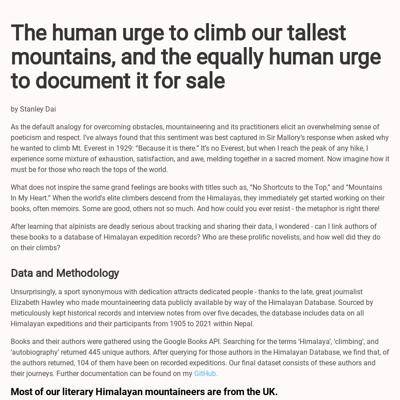 The human urge to climb our tallest
mountains, and the equally human urge
to document it for sale
by Stanley Dai
As the default analogy for overcoming obstacles, mountaineering and its practitioners elicit an overwhelming sense of
poeticism and respect. I've always found that this sentiment was best captured in Sir Mallory's response when asked why
he wanted to climb Mt. Everest in 1929: “Because it is there.” It's no Everest, but when I reach the peak of any hike, I
experience some mixture of exhaustion, satisfaction, and awe, melding together in a sacred moment. Now imagine how it
must be for those who reach the tops of the world.
What does not inspire the same grand feelings are books with titles such as, “No Shortcuts to the Top,” and “Mountains
In My Heart.” When the world's elite climbers descend from the Himalayas, they immediately get started working on their
books, often memoirs. Some are good, others not so much. And how could you ever resist - the metaphor is right there!
After learning that alpinists are deadly serious about tracking and sharing their data, I wondered - can I link authors of
these books to a database of Himalayan expedition records? Who are these prolific novelists, and how well did they do
on their climbs?
Data and Methodology
Unsurprisingly, a sport synonymous with dedication attracts dedicated people - thanks to the late, great journalist
Elizabeth Hawley who made mountaineering data publicly available by way of the Himalayan Database. Sourced by
meticulously kept historical records and interview notes from over five decades, the database includes data on all
Himalayan expeditions and their participants from 1905 to 2021 within Nepal.
Books and their authors were gathered using the Google Books API. Searching for the terms ‘Himalaya’, ‘climbing’, and
‘autobiography’ returned 445 unique authors. After querying for those authors in the Himalayan Database, we find that, of
the authors returned, 104 of them have been on recorded expeditions. Our final dataset consists of these authors and
their journeys. Further documentation can be found on my GitHub.
Most of our literary Himalayan mountaineers are from the UK.